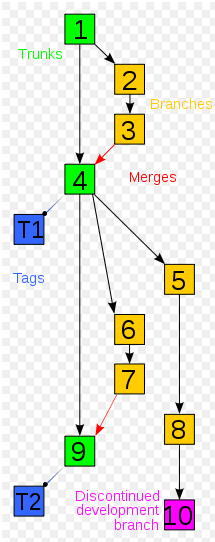 1
Trunks
2
Branches
3
Merges
4
T1
Tags
5
6
7
8
9
T2
Discontinued
development
branch
10